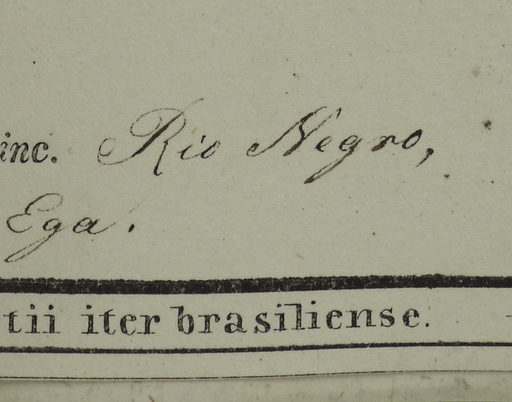 inc. Rio Negro,
Ega.
tii iter brasiliense.